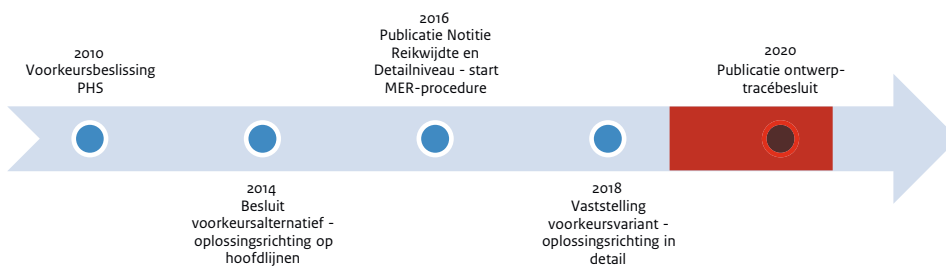 2010
Voorkeursbeslissing
PHS
2014
Besluit
voorkeursalternatief -
oplossingsrichting op
hoofdlijnen
2016
Publicatie Notitie
Reikwijdte en
Detailniveau - start
MER-procedure
2018
Vaststelling
voorkeursvariant -
oplossingsrichting in
detail
2020
Publicatie ontwerp-
tracébesluit